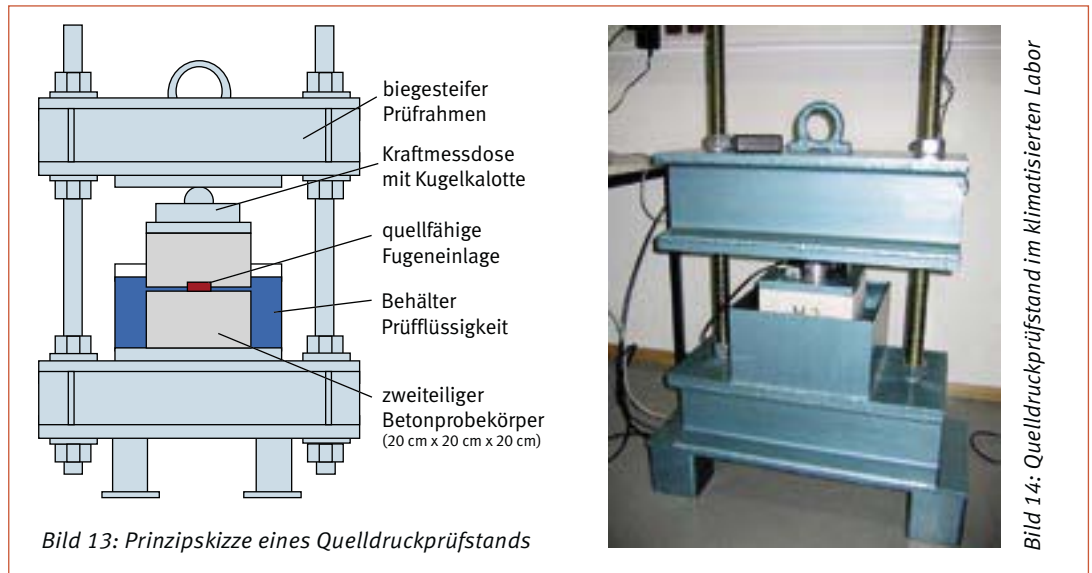 biegesteifer
Prüfrahmen
Kraftmessdose
mit Kugelkalotte
quellfähige
Fugeneinlage
Behälter
Prüfflüssigkeit
zweiteiliger
Betonprobekörper
(20 cm x 20 cm x 20 cm)
Bild 13: Prinzipskizze eines Quelldruckprüfstands
Bild 14: Quelldruckprüfstand im klimatisierten Labor